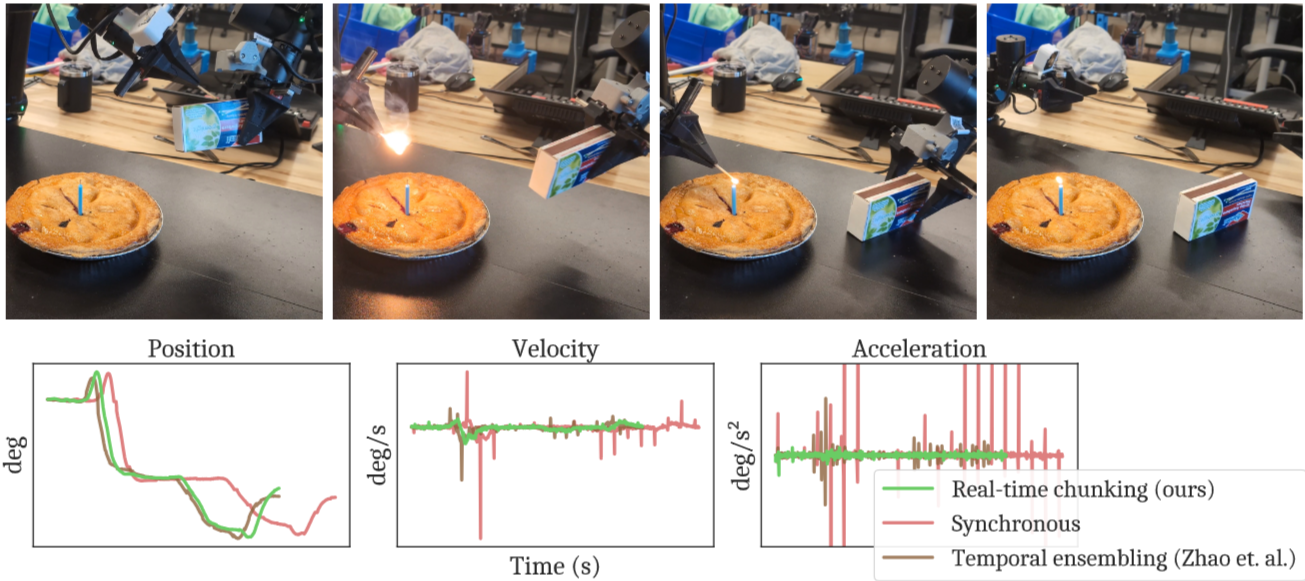 Position
Velocity
Acceleration
deg
deg/s
deg/s²
Time (s)
Real-time chunking (ours)
Synchronous
Temporal ensembling (Zhao et. al.)